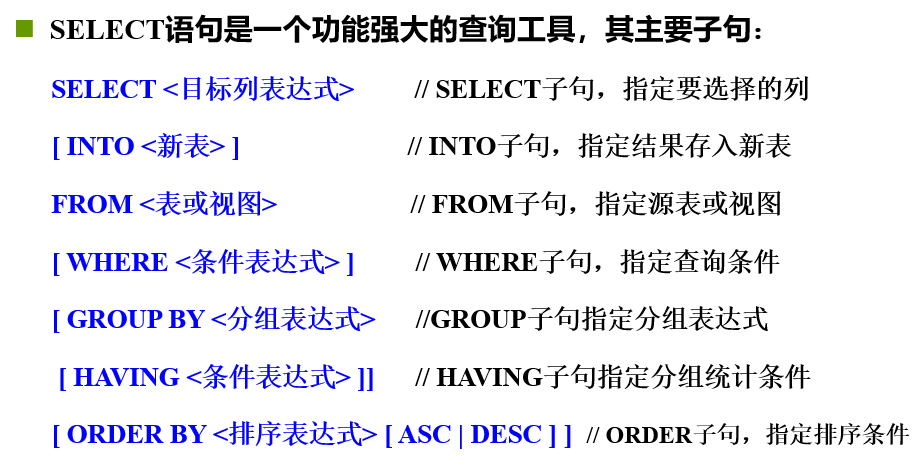 SELECT语句是一个功能强大的查询工具，其主要子句：
SELECT <目标列表达式> // SELECT子句，指定要选择的列
[ INTO <新表> ] // INTO子句，指定结果存入新表
FROM <表或视图> // FROM子句，指定源表或视图
[ WHERE <条件表达式> ] // WHERE子句，指定查询条件
[ GROUP BY <分组表达式> //GROUP子句指定分组表达式
[ HAVING <条件表达式> ]] // HAVING子句指定分组统计条件
[ ORDER BY <排序表达式> [ ASC | DESC ] ] // ORDER子句，指定排序条件